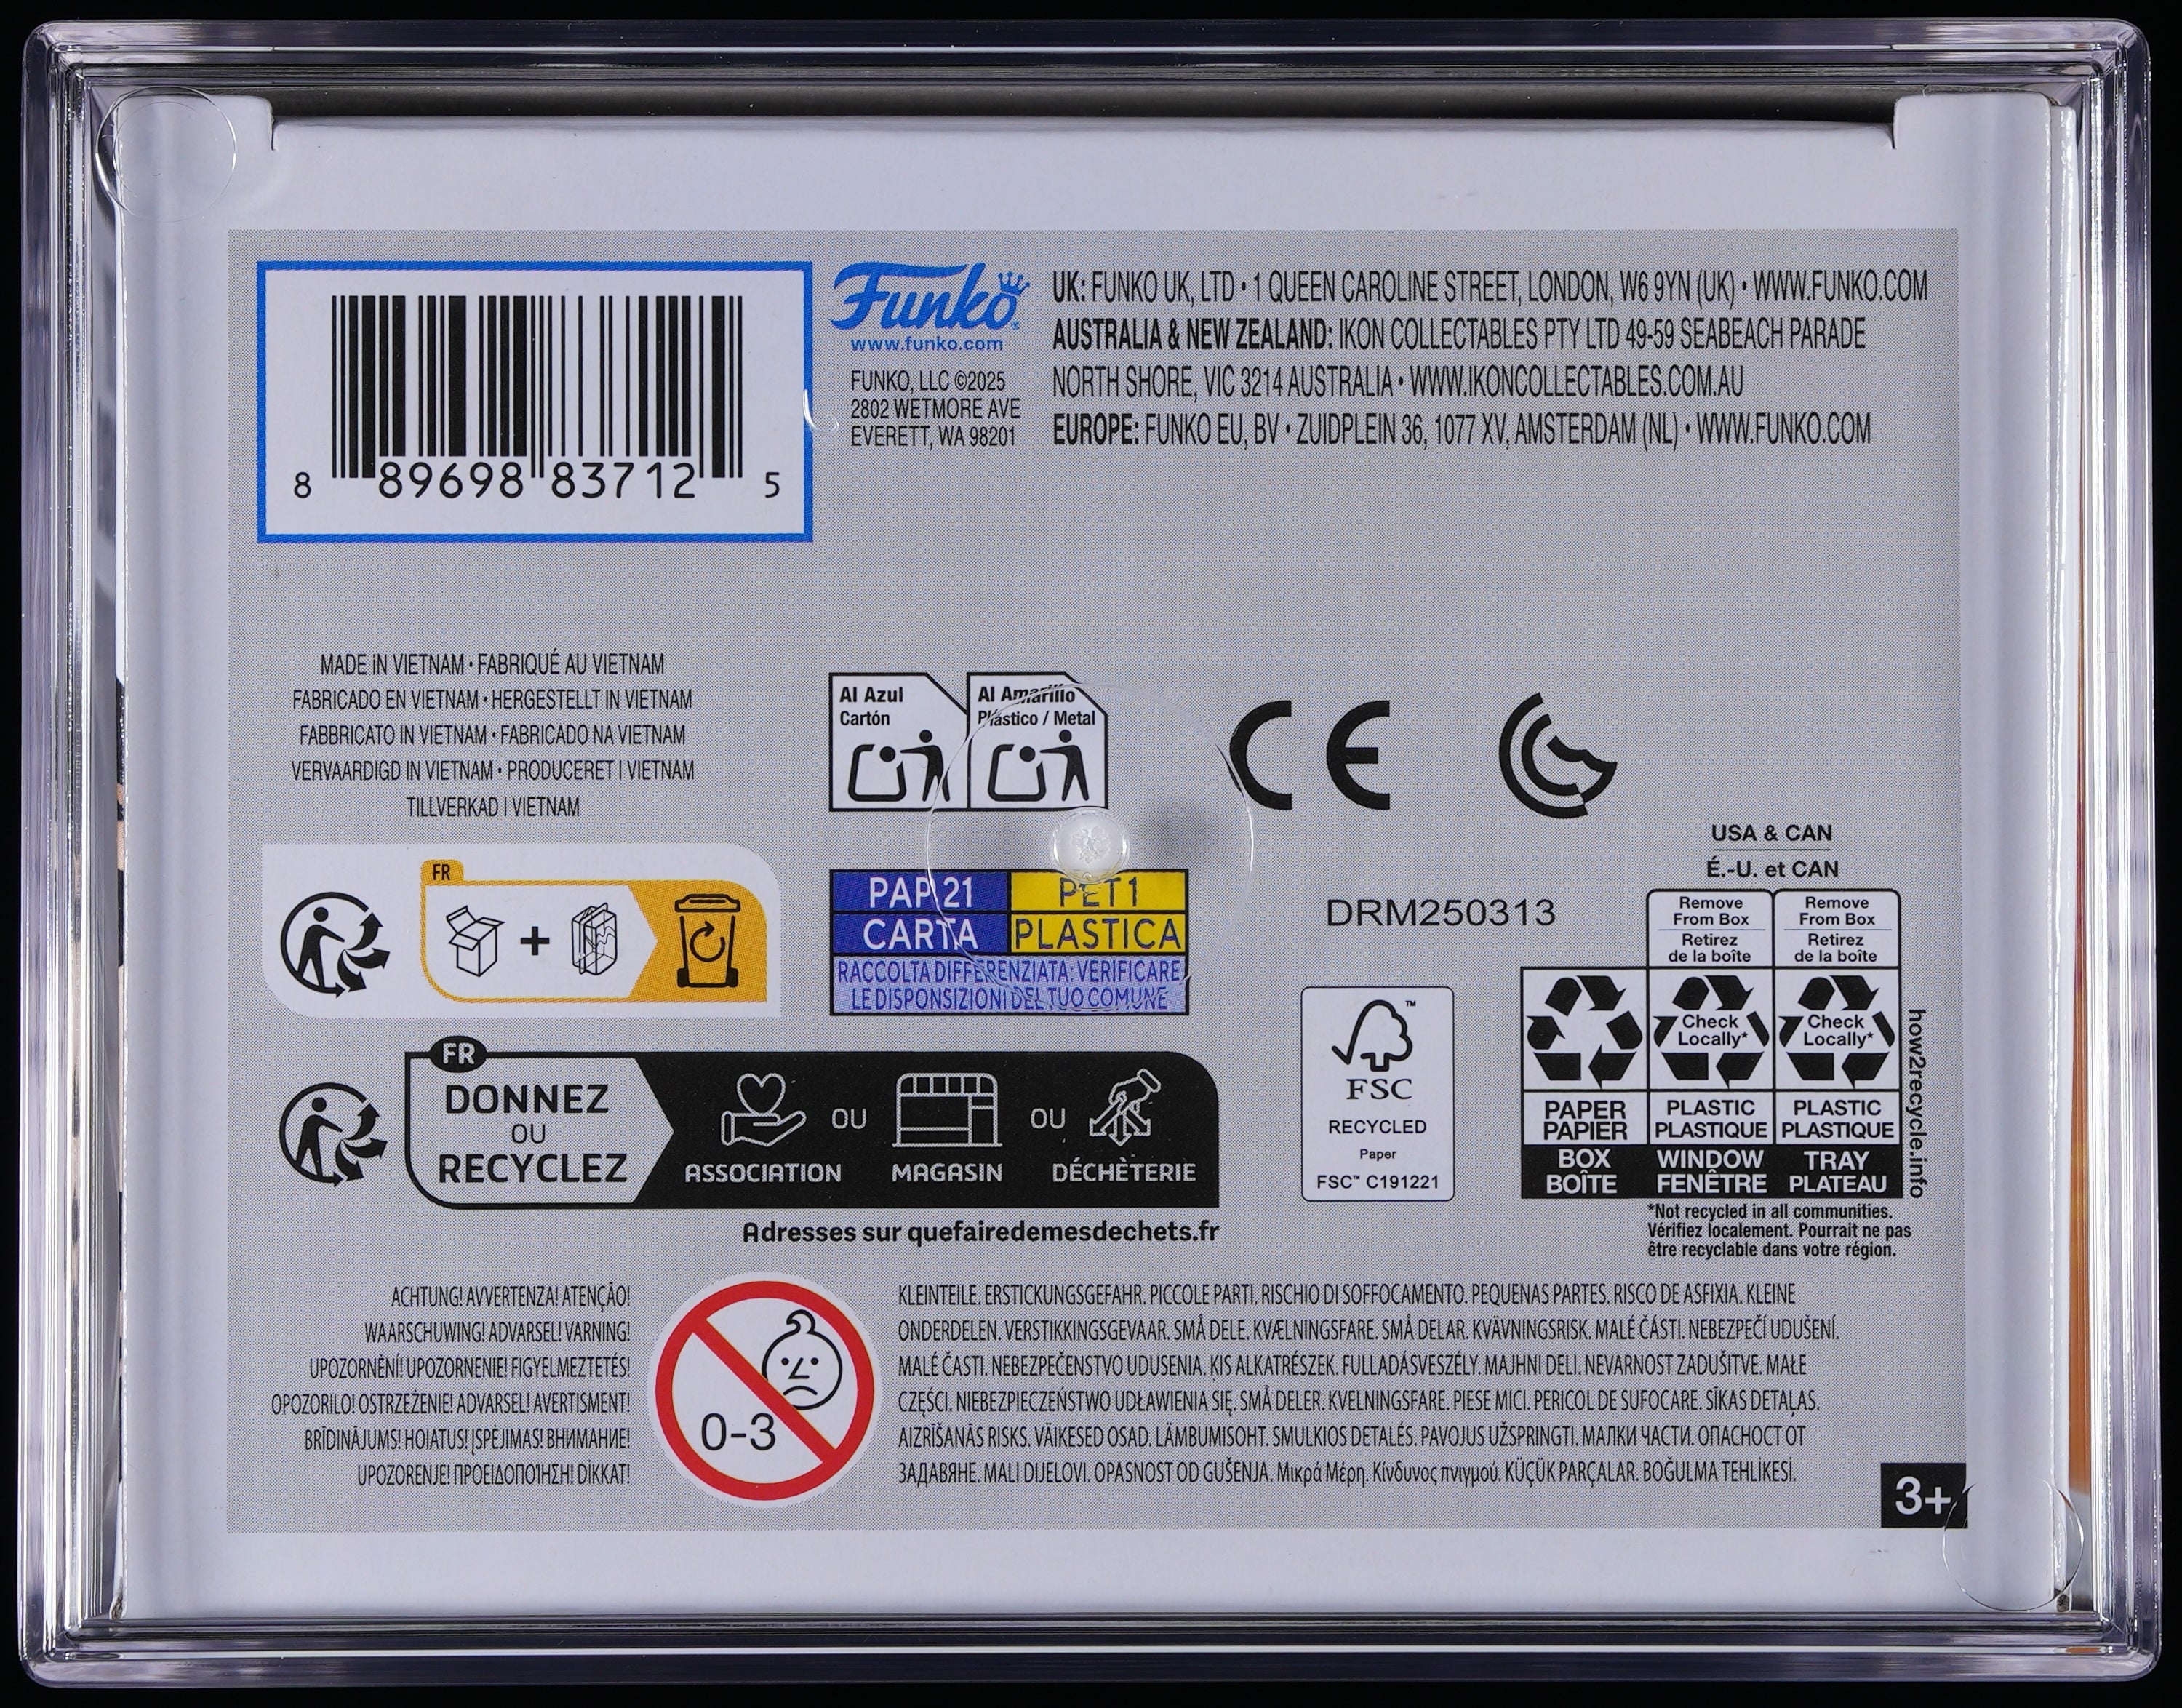 8 89698 83712 5
Funko
www.funko.com
FUNKO, LLC ©2025
2802 WETMORE AVE
EVERETT, WA 98201
UK: FUNKO UK, LTD • 1 QUEEN CAROLINE STREET, LONDON, W6 9YN (UK) • WWW.FUNKO.COM
AUSTRALIA & NEW ZEALAND: IKON COLLECTABLES PTY LTD 49-59 SEABEACH PARADE
NORTH SHORE, VIC 3214 AUSTRALIA • WWW.IKONCOLLECTABLES.COM.AU
EUROPE: FUNKO EU, BV • ZUIDPLEIN 36, 1077 XV, AMSTERDAM (NL) • WWW.FUNKO.COM
MADE iN VIETNAM • FABRIQUÉ AU VIETNAM
FABRICADO EN VIETNAM • HERGESTELLT IN VIETNAM
FABBRICATO IN VIETNAM • FABRICADO NA VIETNAM
VERVAARDIGD IN VIETNAM • PRODUCERET I VIETNAM
TILLVERKAD I VIETNAM
Al Azul
Cartón
Al Amarillo
Plástico / Metal
CE
FR
PAP 21
PET 1
CARTA
PLASTICA
RACCOLTA DIFFERENZIATA: VERIFICARE
LE DISPONSIZIONI DEL TUO COMUNE
DRM250313
USA & CAN
É.-U. et CAN
Remove
From Box
Retirez
de la boîte
Remove
From Box
Retirez
de la boîte
Check
Locally*
Check
Locally*
PAPER
PAPIER
PLASTIC
PLASTIQUE
PLASTIC
PLASTIQUE
BOX
BOÎTE
WINDOW
FENÊTRE
TRAY
PLATEAU
how2recycle.info
*Not recycled in all communities.
Vérifiez localement. Pourrait ne pas
être recyclable dans votre région.
FSC
™
RECYCLED
Paper
FSC™ C191221
FR
DONNEZ
OU
RECYCLEZ
ASSOCIATION
OU
MAGASIN
OU
DÉCHÈTERIE
Adresses sur quefairedemesdechets.fr
ACHTUNG! AVVERTENZA! ATENÇÃO!
WAARSCHUWING! ADVARSEL! VARNING!
UPOZORNĚNÍ! UPOZORNENIE! FIGYELMEZTETÉS!
OPOZORILO! OSTRZEŻENIE! ADVARSEL! AVERTISMENT!
BRĪDINĀJUMS! HOIATUS! ĮSPĖJIMAS! ВНИМАНИЕ!
UPOZORENJE! ΠΡΟΕΙΔΟΠΟΊΗΣΗ! DİKKAT!
0-3
KLEINTEILE. ERSTICKUNGSGEFAHR. PICCOLE PARTI. RISCHIO DI SOFFOCAMENTO. PEQUENAS PARTES. RISCO DE ASFIXIA. KLEINE
ONDERDELEN. VERSTIKKINGSGEVAAR. SMÅ DELE. KVÆLNINGSFARE. SMÅ DELAR. KVÄVNINGSRISK. MALÉ ČÁSTI. NEBEZPEČÍ UDUŠENÍ.
MALÉ ČASTI. NEBEZPEČENSTVO UDUSENIA. KIS ALKATRÉSZEK. FULLADÁSVESZÉLY. MAJHNI DELI. NEVARNOST ZADUŠITVE. MAŁE
CZĘŚCI. NIEBEZPIECZEŃSTWO UDŁAWIENIA SIĘ. SMÅ DELER. KVELNINGSFARE. PIESE MICI. PERICOL DE SUFOCARE. SĪKAS DETAĻAS.
AIZRĪŠANĀS RISKS. VÄIKESED OSAD. LÄMBUMISOHT. SMULKIOS DETALĖS. PAVOJUS UŽSPRINGTI. МАЛКИ ЧАСТИ. ОПАСНОСТ ОТ
ЗАДАВЯНЕ. MALI DIJELOVI. OPASNOST OD GUŠENJA. Μικρά Μέρη. Κίνδυνος πνιγμού. KÜÇÜK PARÇALAR. BOĞULMA TEHLİKESİ.
3+